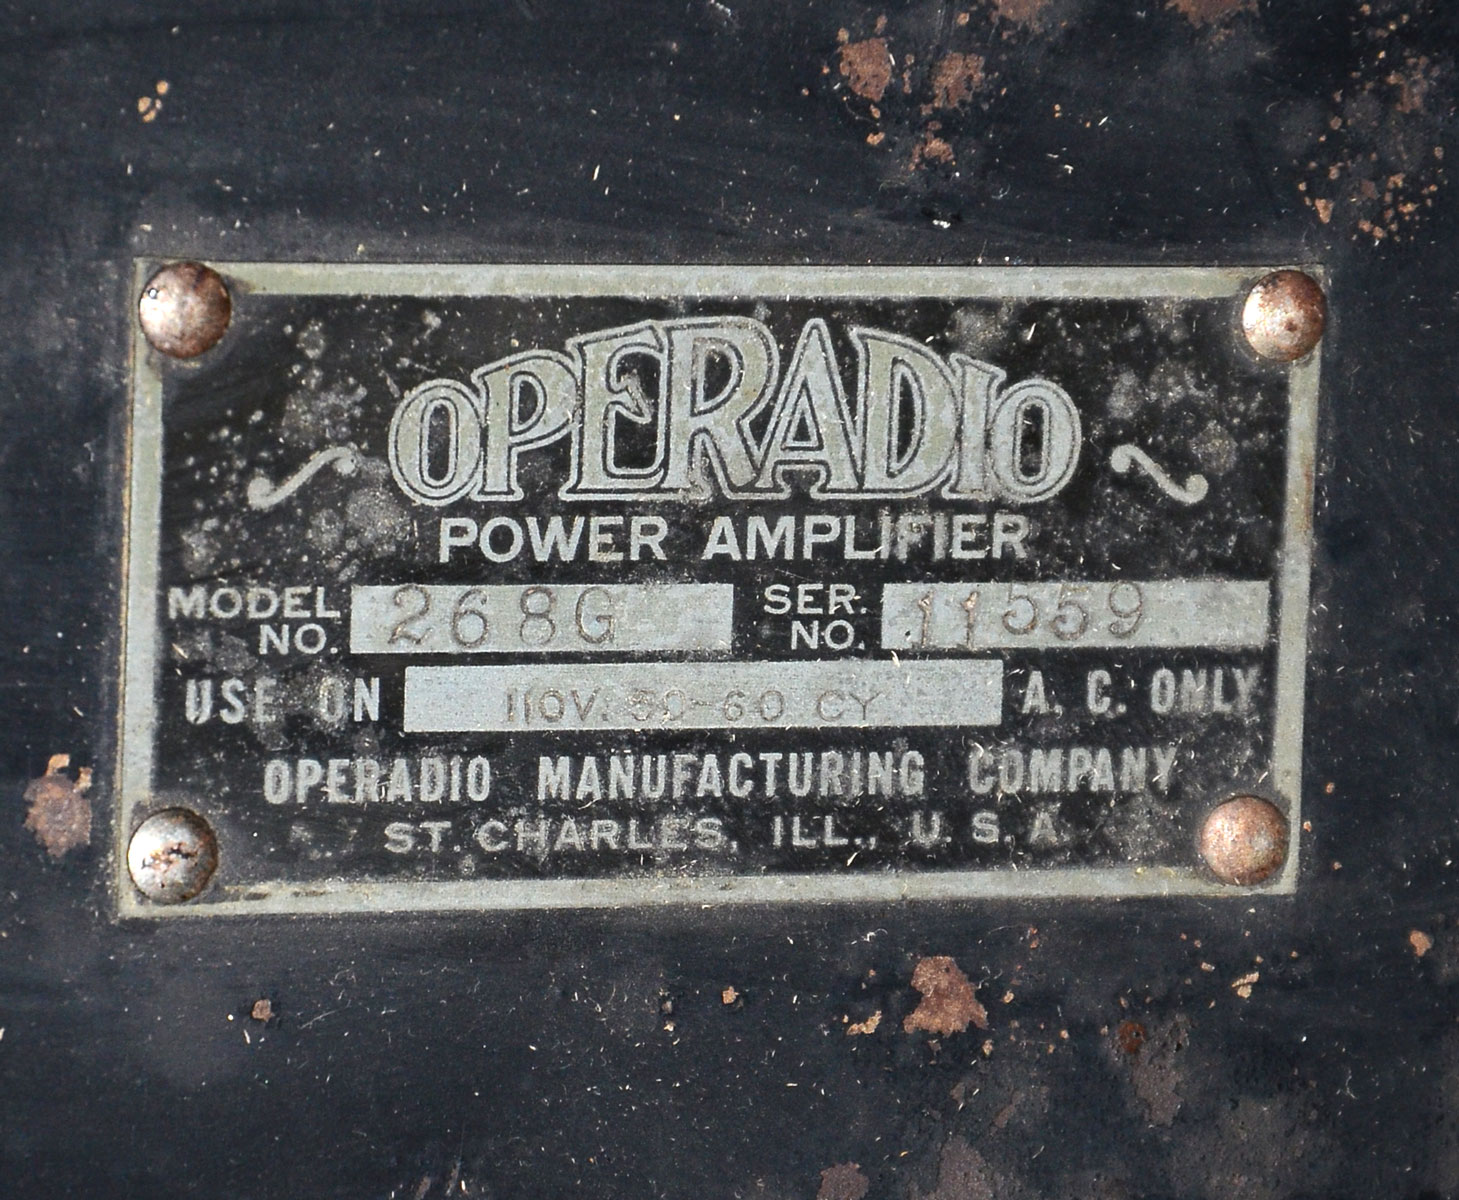 OPERADIO
POWER AMPLIFIER
MODEL NO. 268G SER. NO. 11559
USE ON 110V. 50-60 CY A. C. ONLY
OPERADIO MANUFACTURING COMPANY
ST. CHARLES, ILL., U. S. A.